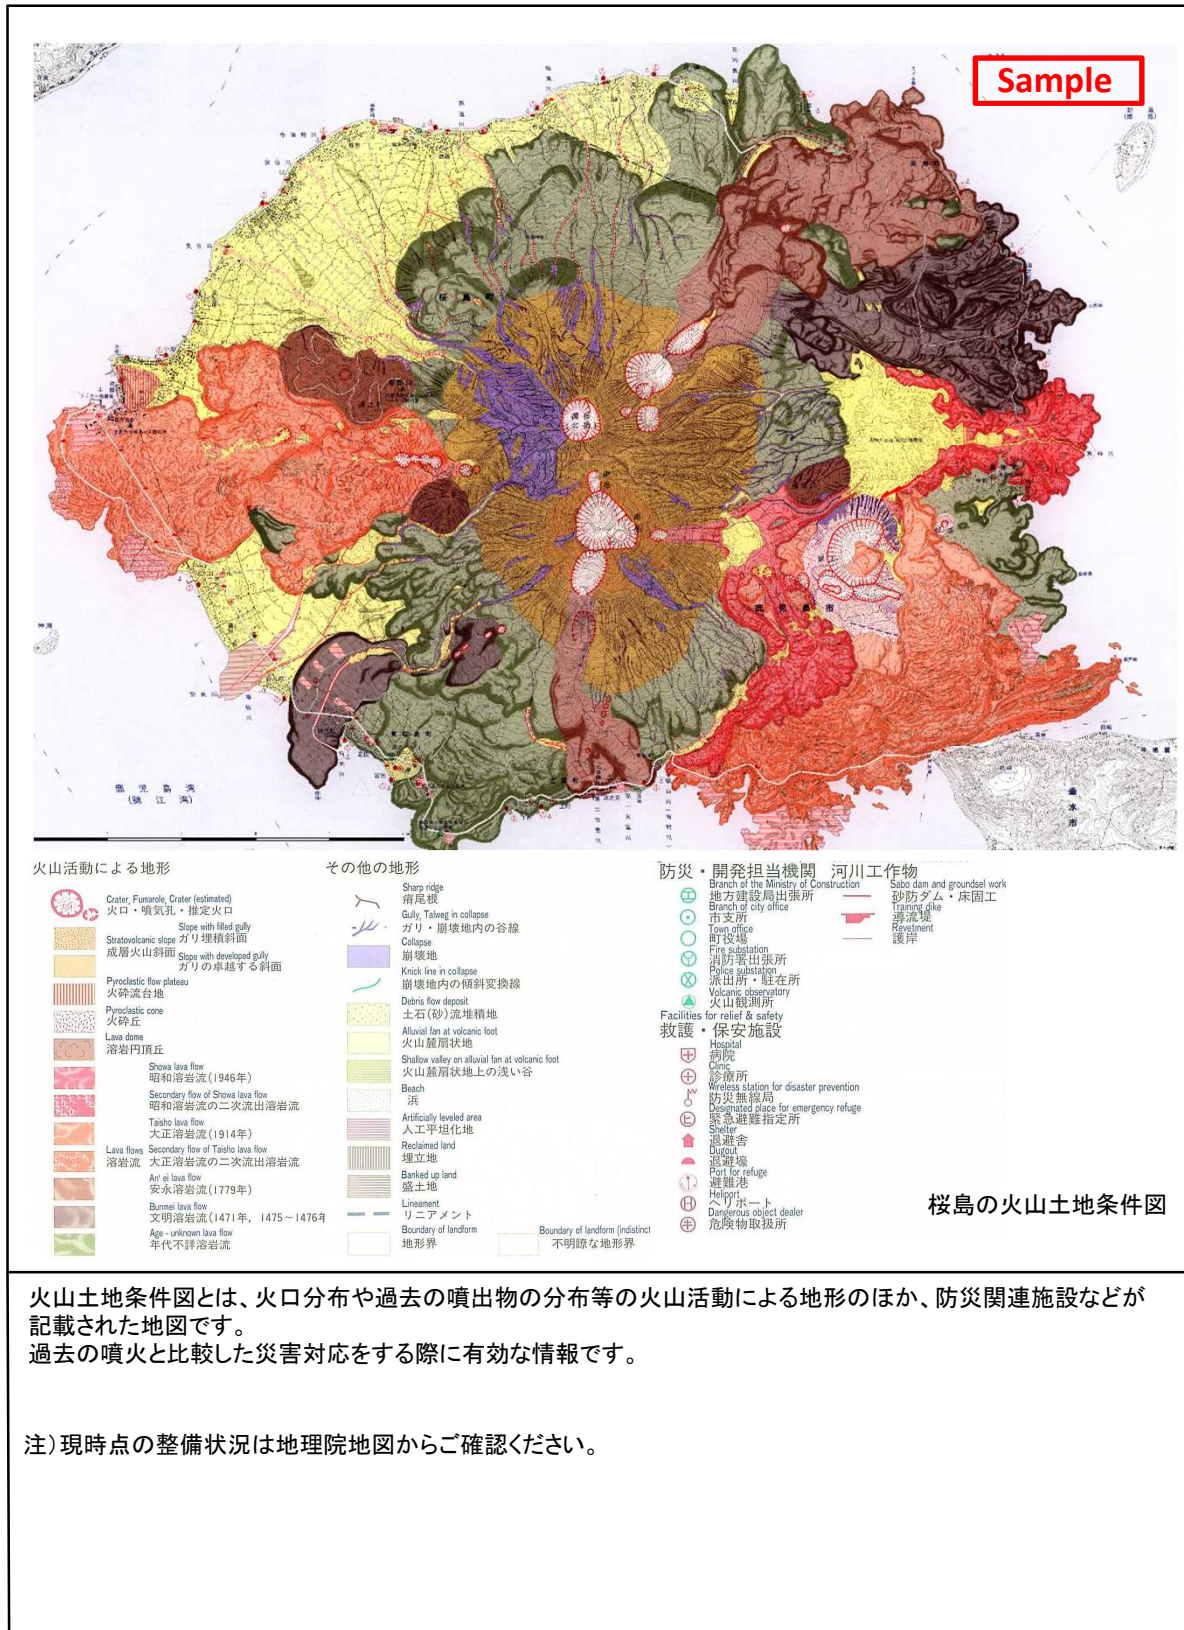 Sample
桜島町
鹿児島市
東桜島町
鹿児島湾
(錦江湾)
垂水市
火山活動による地形
Crater, Fumarole, Crater (estimated)
火口・噴気孔・推定火口
Slope with filled gully
ガリ埋積斜面
Stratovolcanic slope
成層火山斜面
Slope with developed gully
ガリの卓越する斜面
Pyroclastic flow plateau
火砕流台地
Pyroclastic cone
火砕丘
Lava dome
溶岩円頂丘
Showa lava flow
昭和溶岩流(1946年)
Secondary flow of Showa lava flow
昭和溶岩流の二次流出溶岩流
Taisho lava flow
大正溶岩流(1914年)
Lava flows
溶岩流
Secondary flow of Taisho lava flow
大正溶岩流の二次流出溶岩流
An'ei lava flow
安永溶岩流(1779年)
Bunmei lava flow
文明溶岩流(1471年, 1475~1476年
Age - unknown lava flow
年代不詳溶岩流
その他の地形
Sharp ridge
瘠尾根
Gully, Talweg in collapse
ガリ・崩壊地内の谷線
Collapse
崩壊地
Knick line in collapse
崩壊地内の傾斜変換線
Debris flow deposit
土石(砂)流堆積地
Alluvial fan at volcanic foot
火山麓扇状地
Shallow valley on alluvial fan at volcanic foot
火山麓扇状地上の浅い谷
Beach
浜
Artificially leveled area
人工平坦化地
Reclaimed land
埋立地
Banked up land
盛土地
Lineament
リニアメント
Boundary of landform
地形界
Boundary of landform (indistinct
不明瞭な地形界
防災・開発担当機関
Branch of the Ministry of Construction
地方建設局出張所
Branch of city office
市支所
Town office
町役場
Fire substation
消防署出張所
Police substation
派出所・駐在所
Volcanic observatory
火山観測所
Facilities for relief & safety
救護・保安施設
Hospital
病院
Clinic
診療所
Wireless station for disaster prevention
防災無線局
Designated place for emergency refuge
緊急避難指定所
Shelter
退避舎
Dugout
退避壕
Port for refuge
避難港
Heliport
ヘリポート
Dangerous object dealer
危険物取扱所
河川工作物
Sabo dam and groundsel work
砂防ダム・床固工
Training dike
導流堤
Revetment
護岸
桜島の火山土地条件図
火山土地条件図とは、火口分布や過去の噴出物の分布等の火山活動による地形のほか、防災関連施設などが
記載された地図です。
過去の噴火と比較した災害対応をする際に有効な情報です。
注)現時点の整備状況は地理院地図からご確認ください。